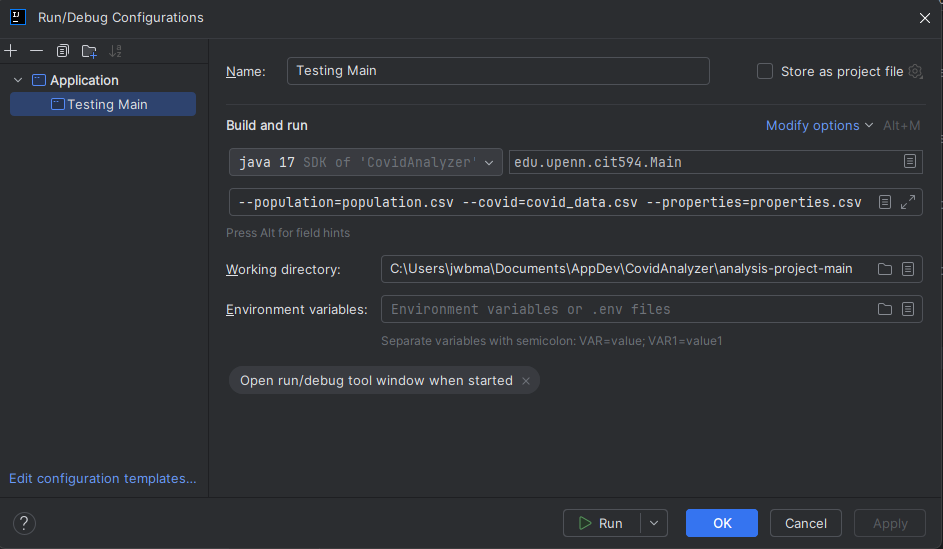 Run/Debug Configurations
Name: Testing Main Store as project file
Application
Testing Main
Build and run Modify options Alt+M
java 17 SDK of 'CovidAnalyzer' edu.upenn.cit594.Main
--population=population.csv --covid=covid_data.csv --properties=properties.csv
Press Alt for field hints
Working directory: C:\Users\jwbma\Documents\AppDev\CovidAnalyzer\analysis-project-main
Environment variables: Environment variables or .env files
Separate variables with semicolon: VAR=value; VAR1=value1
Open run/debug tool window when started ×
Edit configuration templates...
? Run OK Cancel Apply